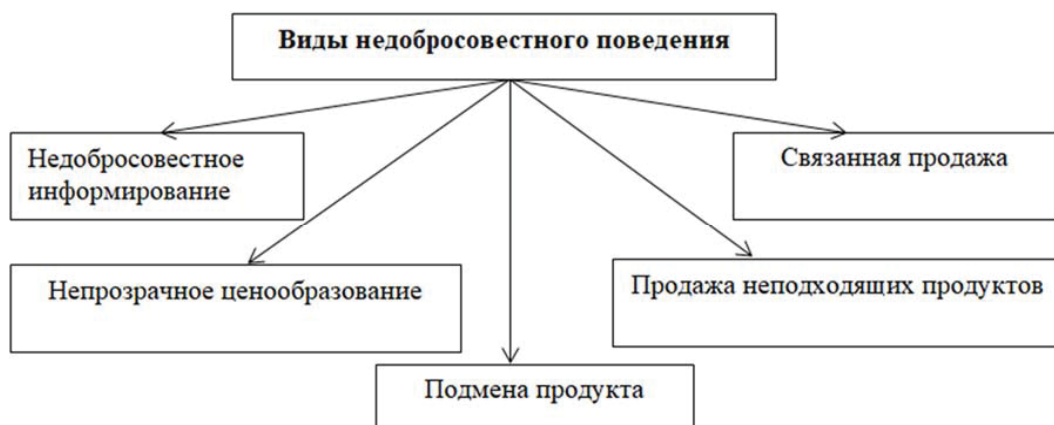 Виды недобросовестного поведения
Недобросовестное
информирование
Связанная продажа
Непрозрачное ценообразование
Продажа неподходящих продуктов
Подмена продукта